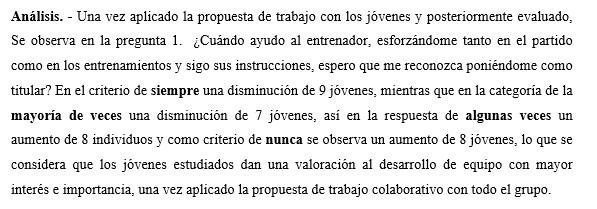 Análisis. - Una vez aplicado la propuesta de trabajo con los jóvenes y posteriormente evaluado,
Se observa en la pregunta 1. ¿Cuándo ayudo al entrenador, esforzándome tanto en el partido
como en los entrenamientos y sigo sus instrucciones, espero que me reconozca poniéndome como
titular? En el criterio de siempre una disminución de 9 jóvenes, mientras que en la categoría de la
mayoría de veces una disminución de 7 jóvenes, así en la respuesta de algunas veces un
aumento de 8 individuos y como criterio de nunca se observa un aumento de 8 jóvenes, lo que se
considera que los jóvenes estudiados dan una valoración al desarrollo de equipo con mayor
interés e importancia, una vez aplicado la propuesta de trabajo colaborativo con todo el grupo.